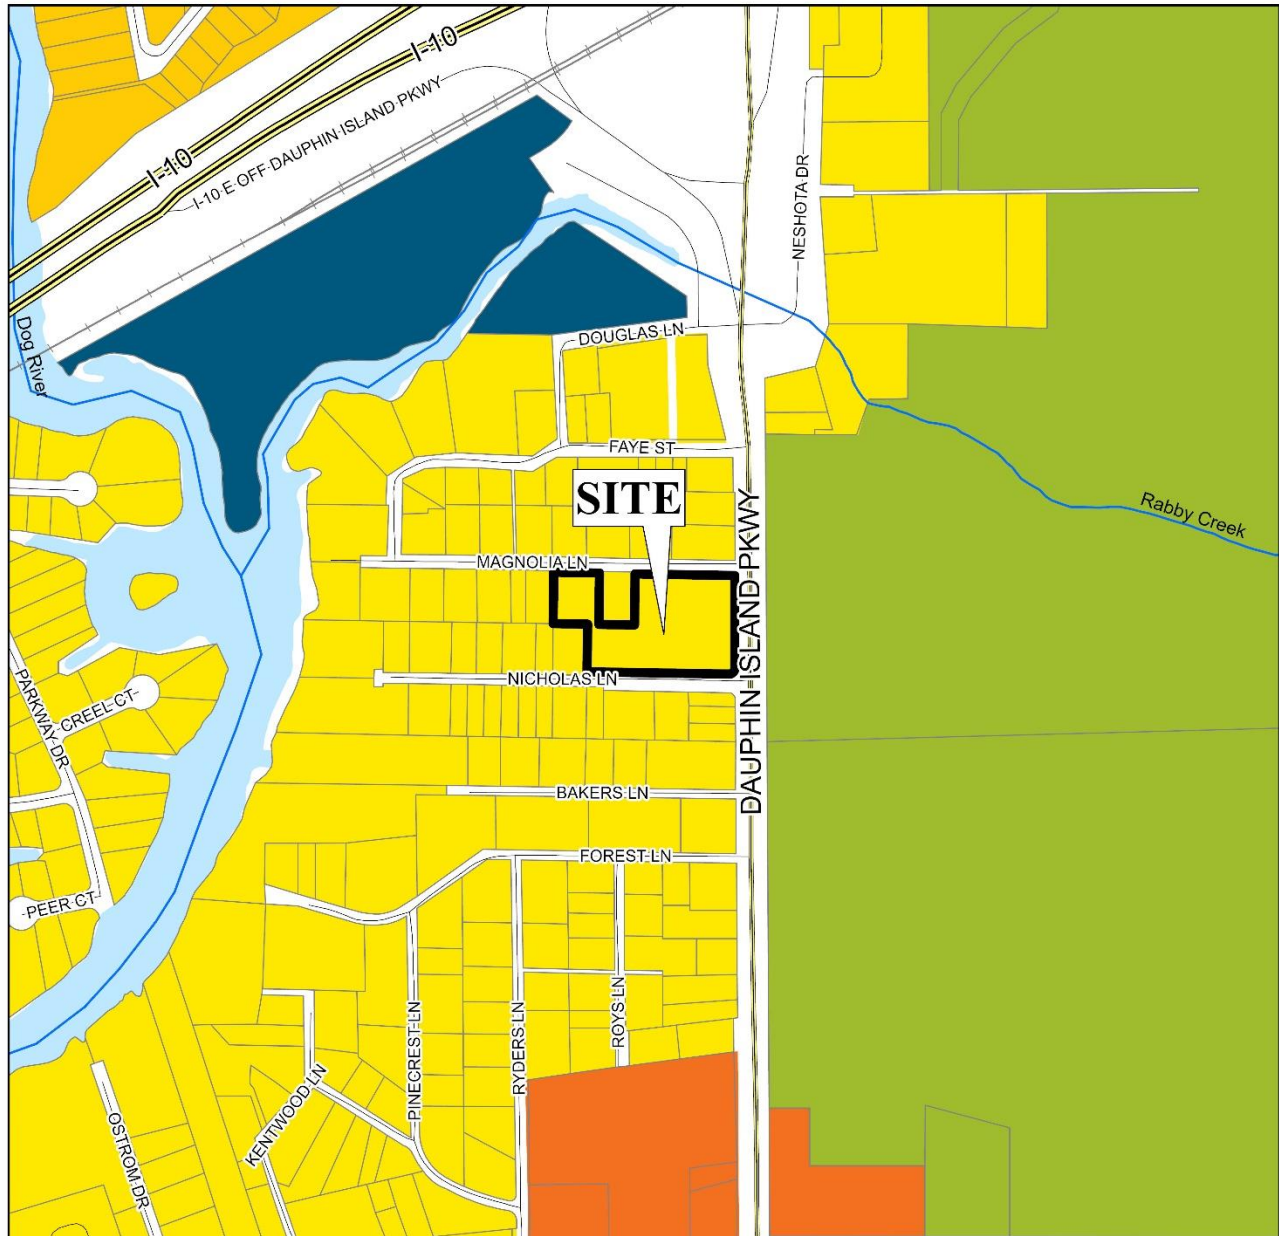 I-10
I-10
I-10 E OFF DAUPHIN ISLAND PKWY
NESHOTA DR
Dog River
DOUGLAS LN
FAYE ST
SITE
Rabby Creek
MAGNOLIA LN
DAUPHIN ISLAND PKWY
NICHOLAS LN
PARKWAY DR
CREEL CT
BAKERS LN
FOREST LN
PEER CT
PINECREST LN
RYDERS LN
ROYS LN
KENTWOOD LN
OSTROM DR